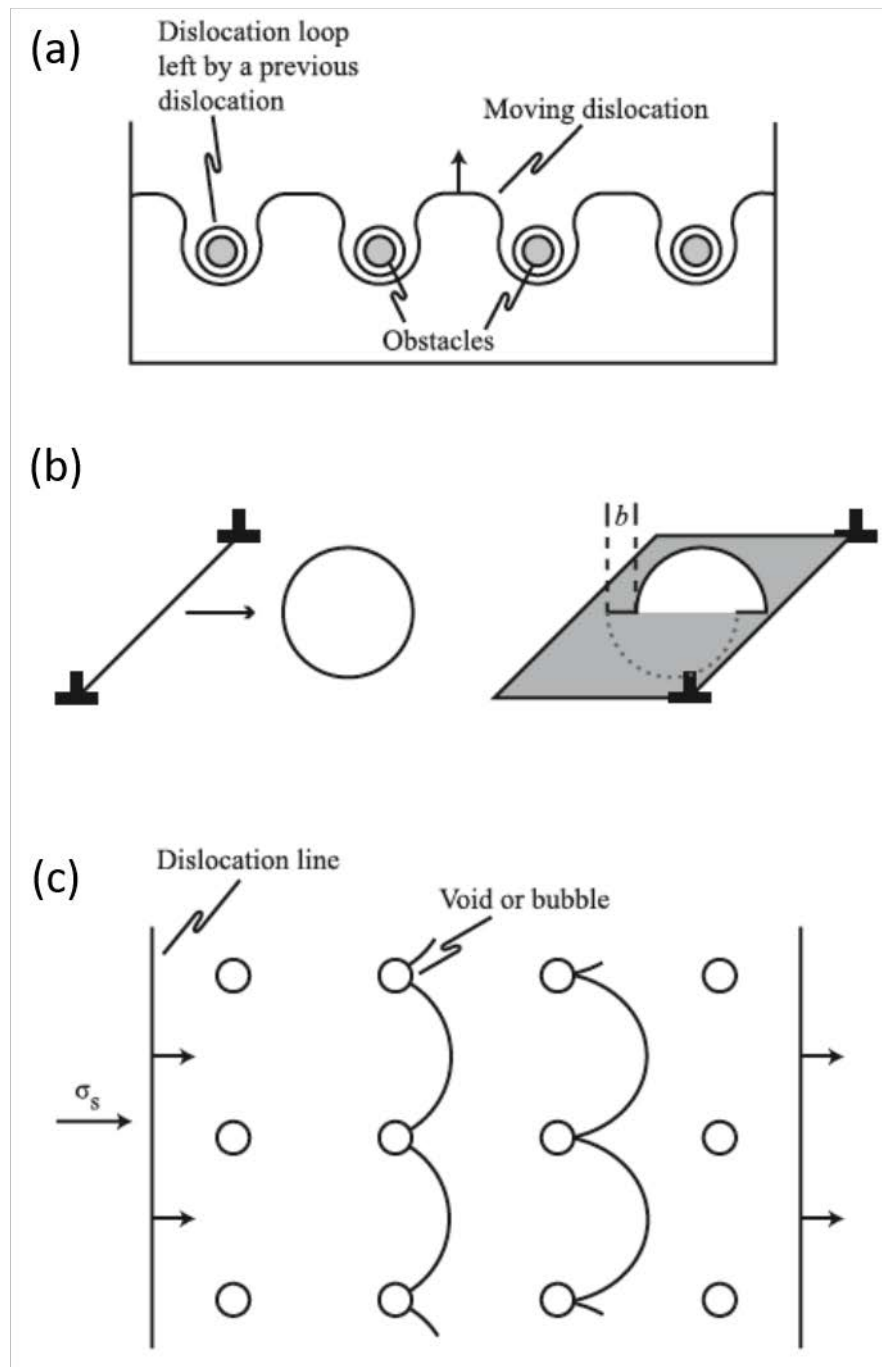 (a)
Dislocation loop
left by a previous
dislocation
Moving dislocation
Obstacles
(b)
b
(c)
Dislocation line
Void or bubble
σs